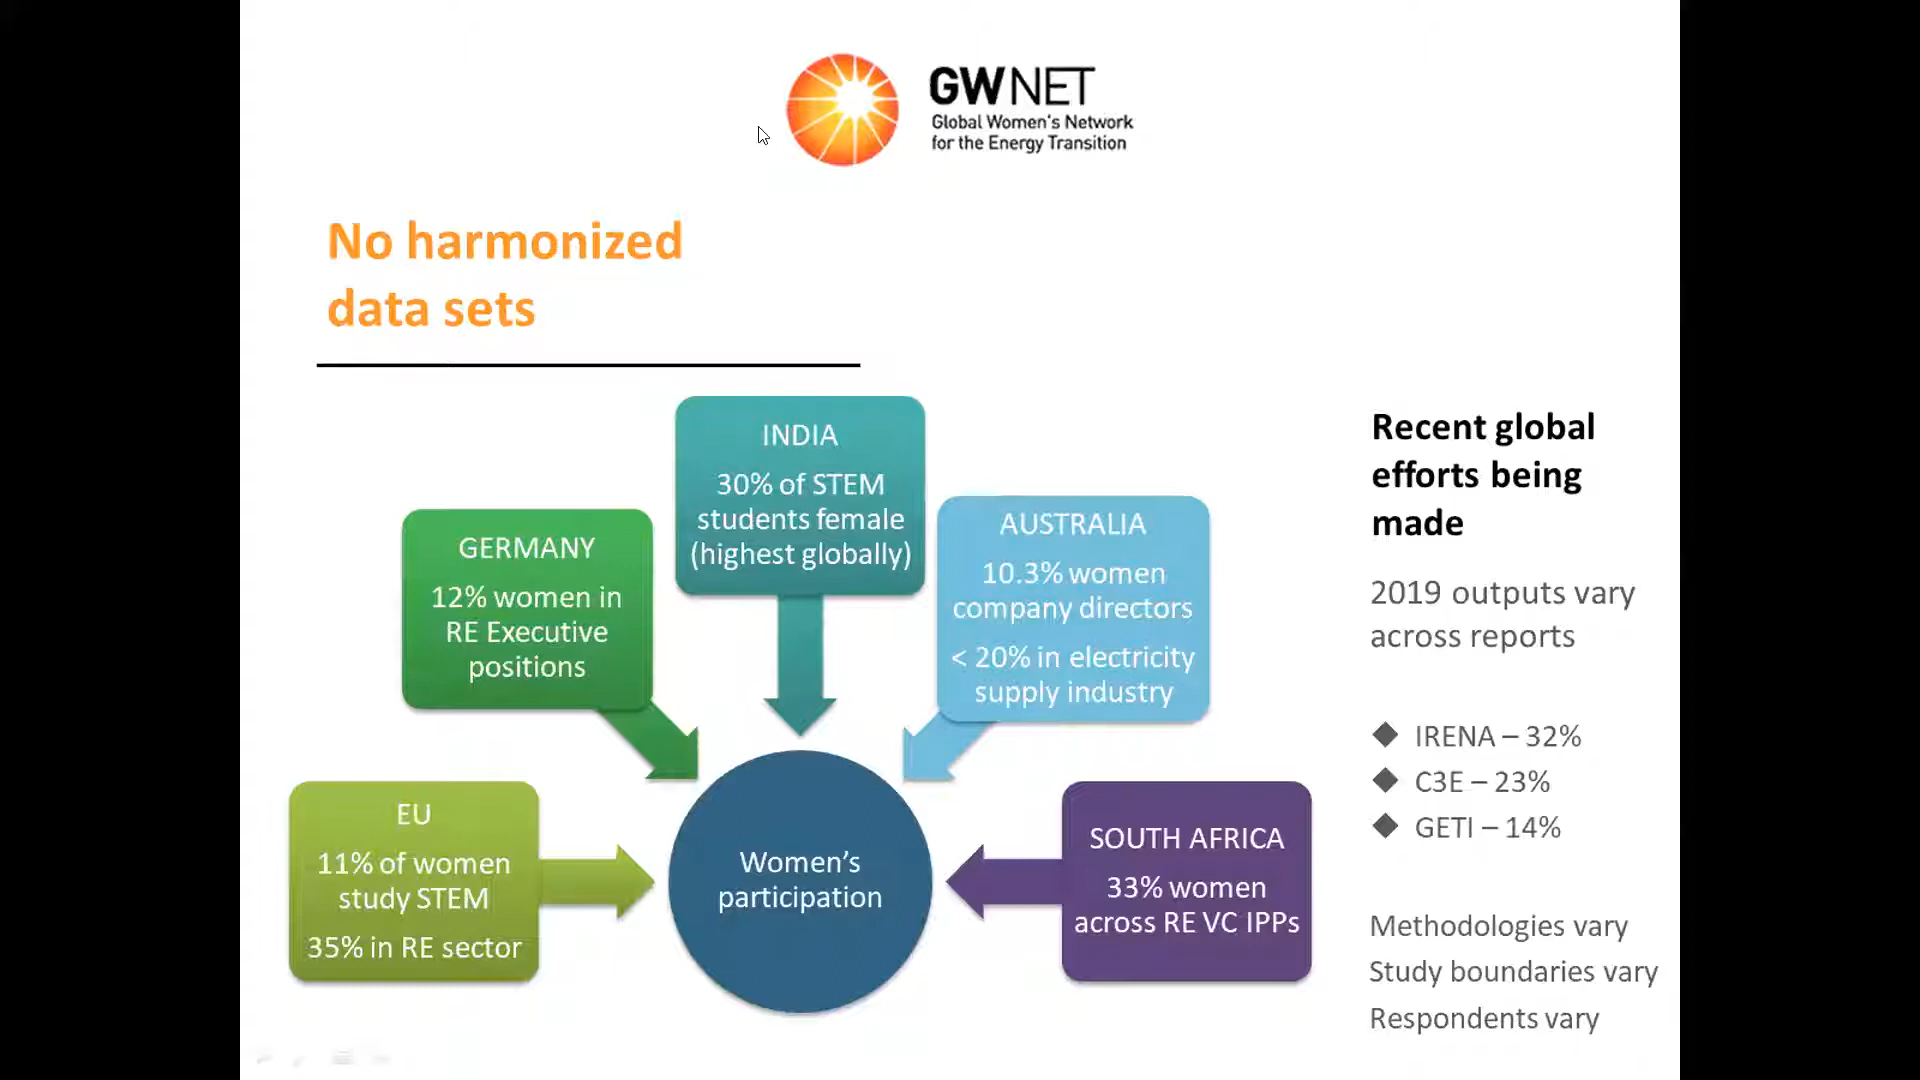 GWNET
Global Women's Network
for the Energy Transition
No harmonized
data sets
INDIA
30% of STEM
students female
(highest globally)
GERMANY
12% women in
RE Executive
positions
AUSTRALIA
10.3% women
company directors
< 20% in electricity
supply industry
EU
11% of women
study STEM
35% in RE sector
Women's
participation
SOUTH AFRICA
33% women
across RE VC IPPs
Recent global
efforts being
made
2019 outputs vary
across reports
◆ IRENA – 32%
◆ C3E – 23%
◆ GETI – 14%
Methodologies vary
Study boundaries vary
Respondents vary